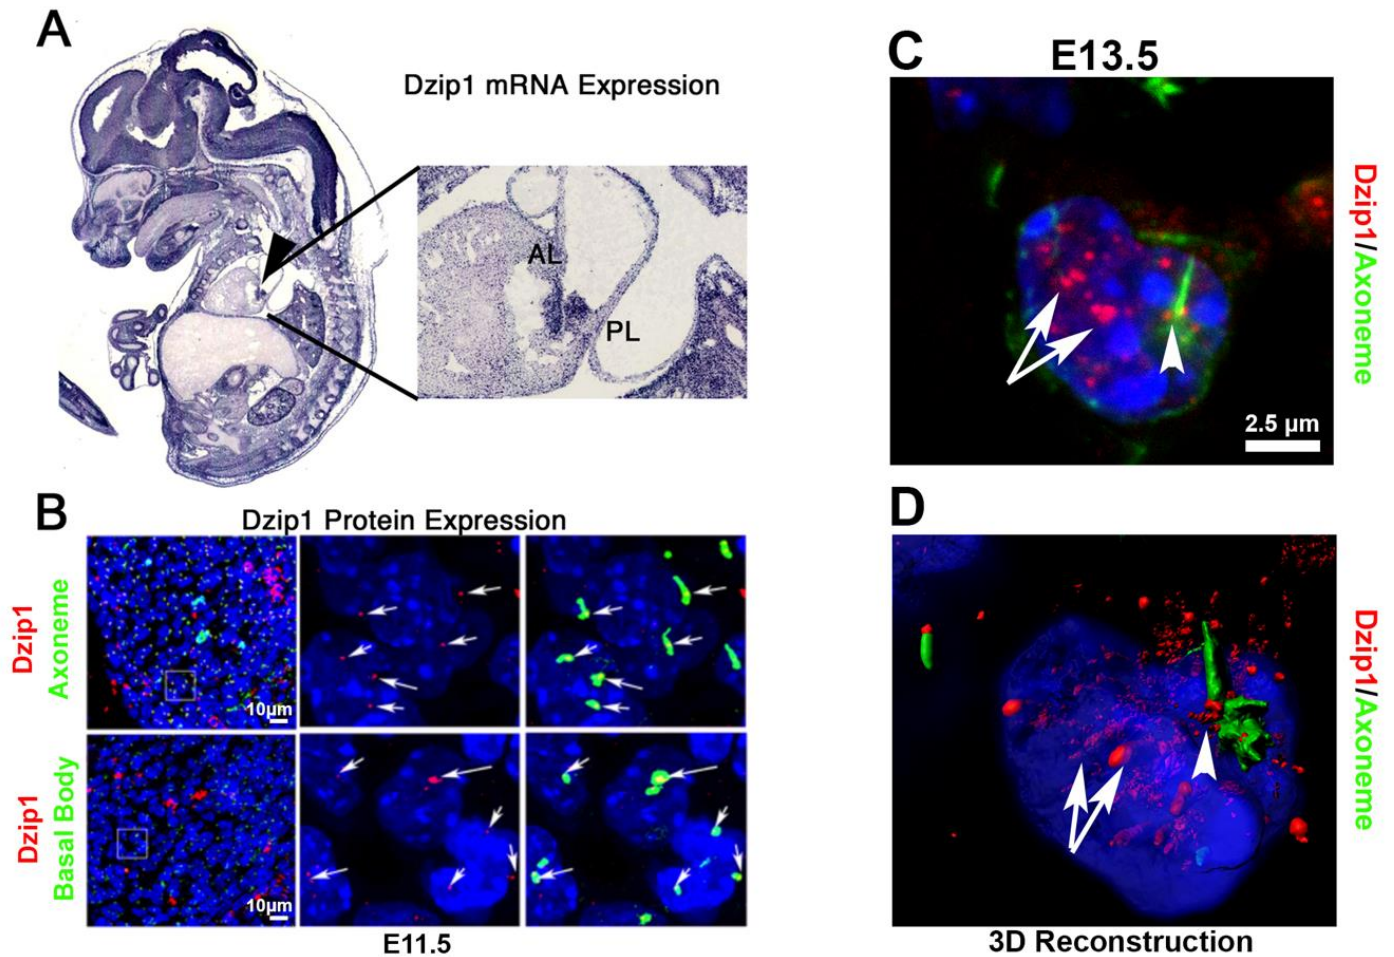 A
Dzip1 mRNA Expression
AL
PL
B
Dzip1 Protein Expression
Dzip1
Axoneme
10µm
Dzip1
Basal Body
10µm
E11.5
C
E13.5
Dzip1/Axoneme
2.5 µm
D
Dzip1/Axoneme
3D Reconstruction